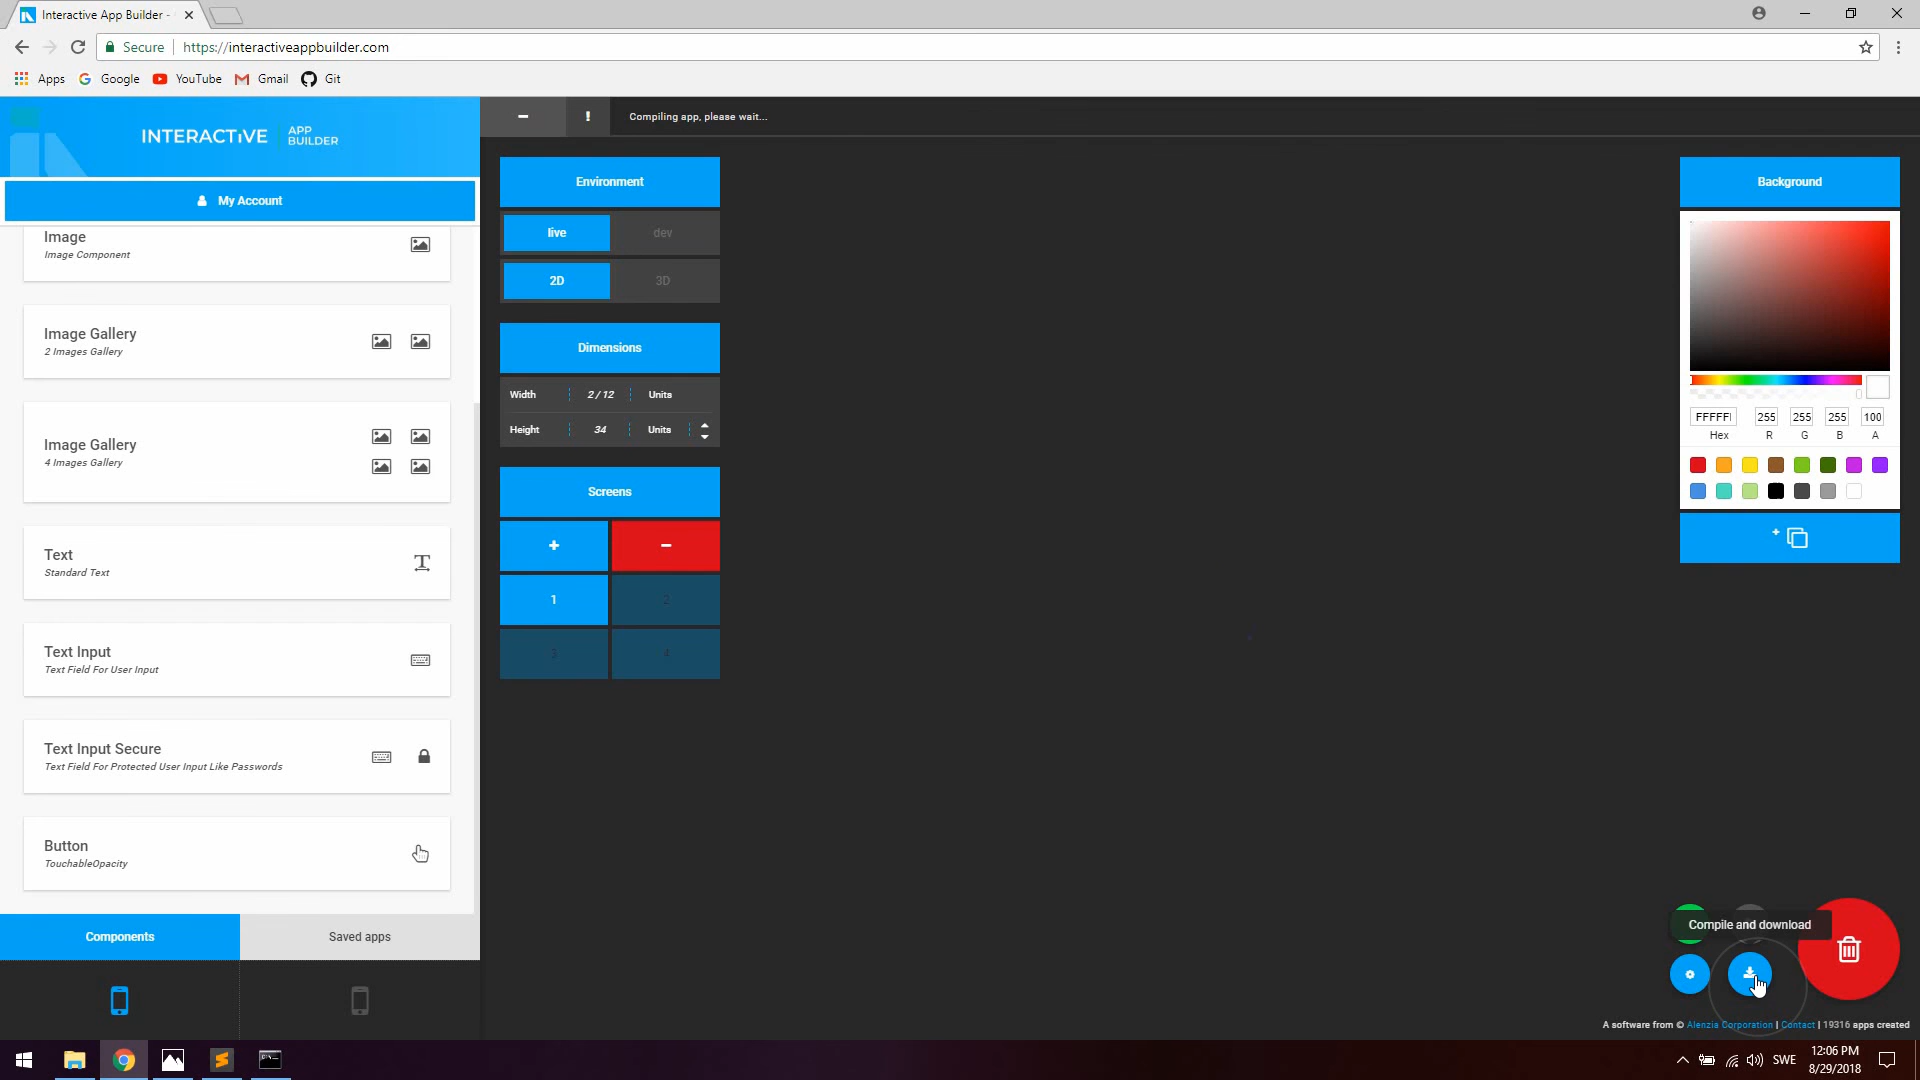 Interactive App Builder -
Secure
https://interactiveappbuilder.com
Apps
Google
YouTube
Gmail
Git
INTERACTiVE
APP
BUILDER
My Account
Image
Image Component
Image Gallery
2 Images Gallery
Image Gallery
4 Images Gallery
Text
Standard Text
Text Input
Text Field For User Input
Text Input Secure
Text Field For Protected User Input Like Passwords
Button
TouchableOpacity
Components
Saved apps
Compiling app, please wait...
Environment
live
dev
2D
3D
Dimensions
Width
2 / 12
Units
Height
34
Units
Screens
1
2
3
4
Background
FFFFF
255
255
255
100
Hex
R
G
B
A
Compile and download
A software from © Alenzia Corporation | Contact | 19316 apps created
SWE
12:06 PM
8/29/2018